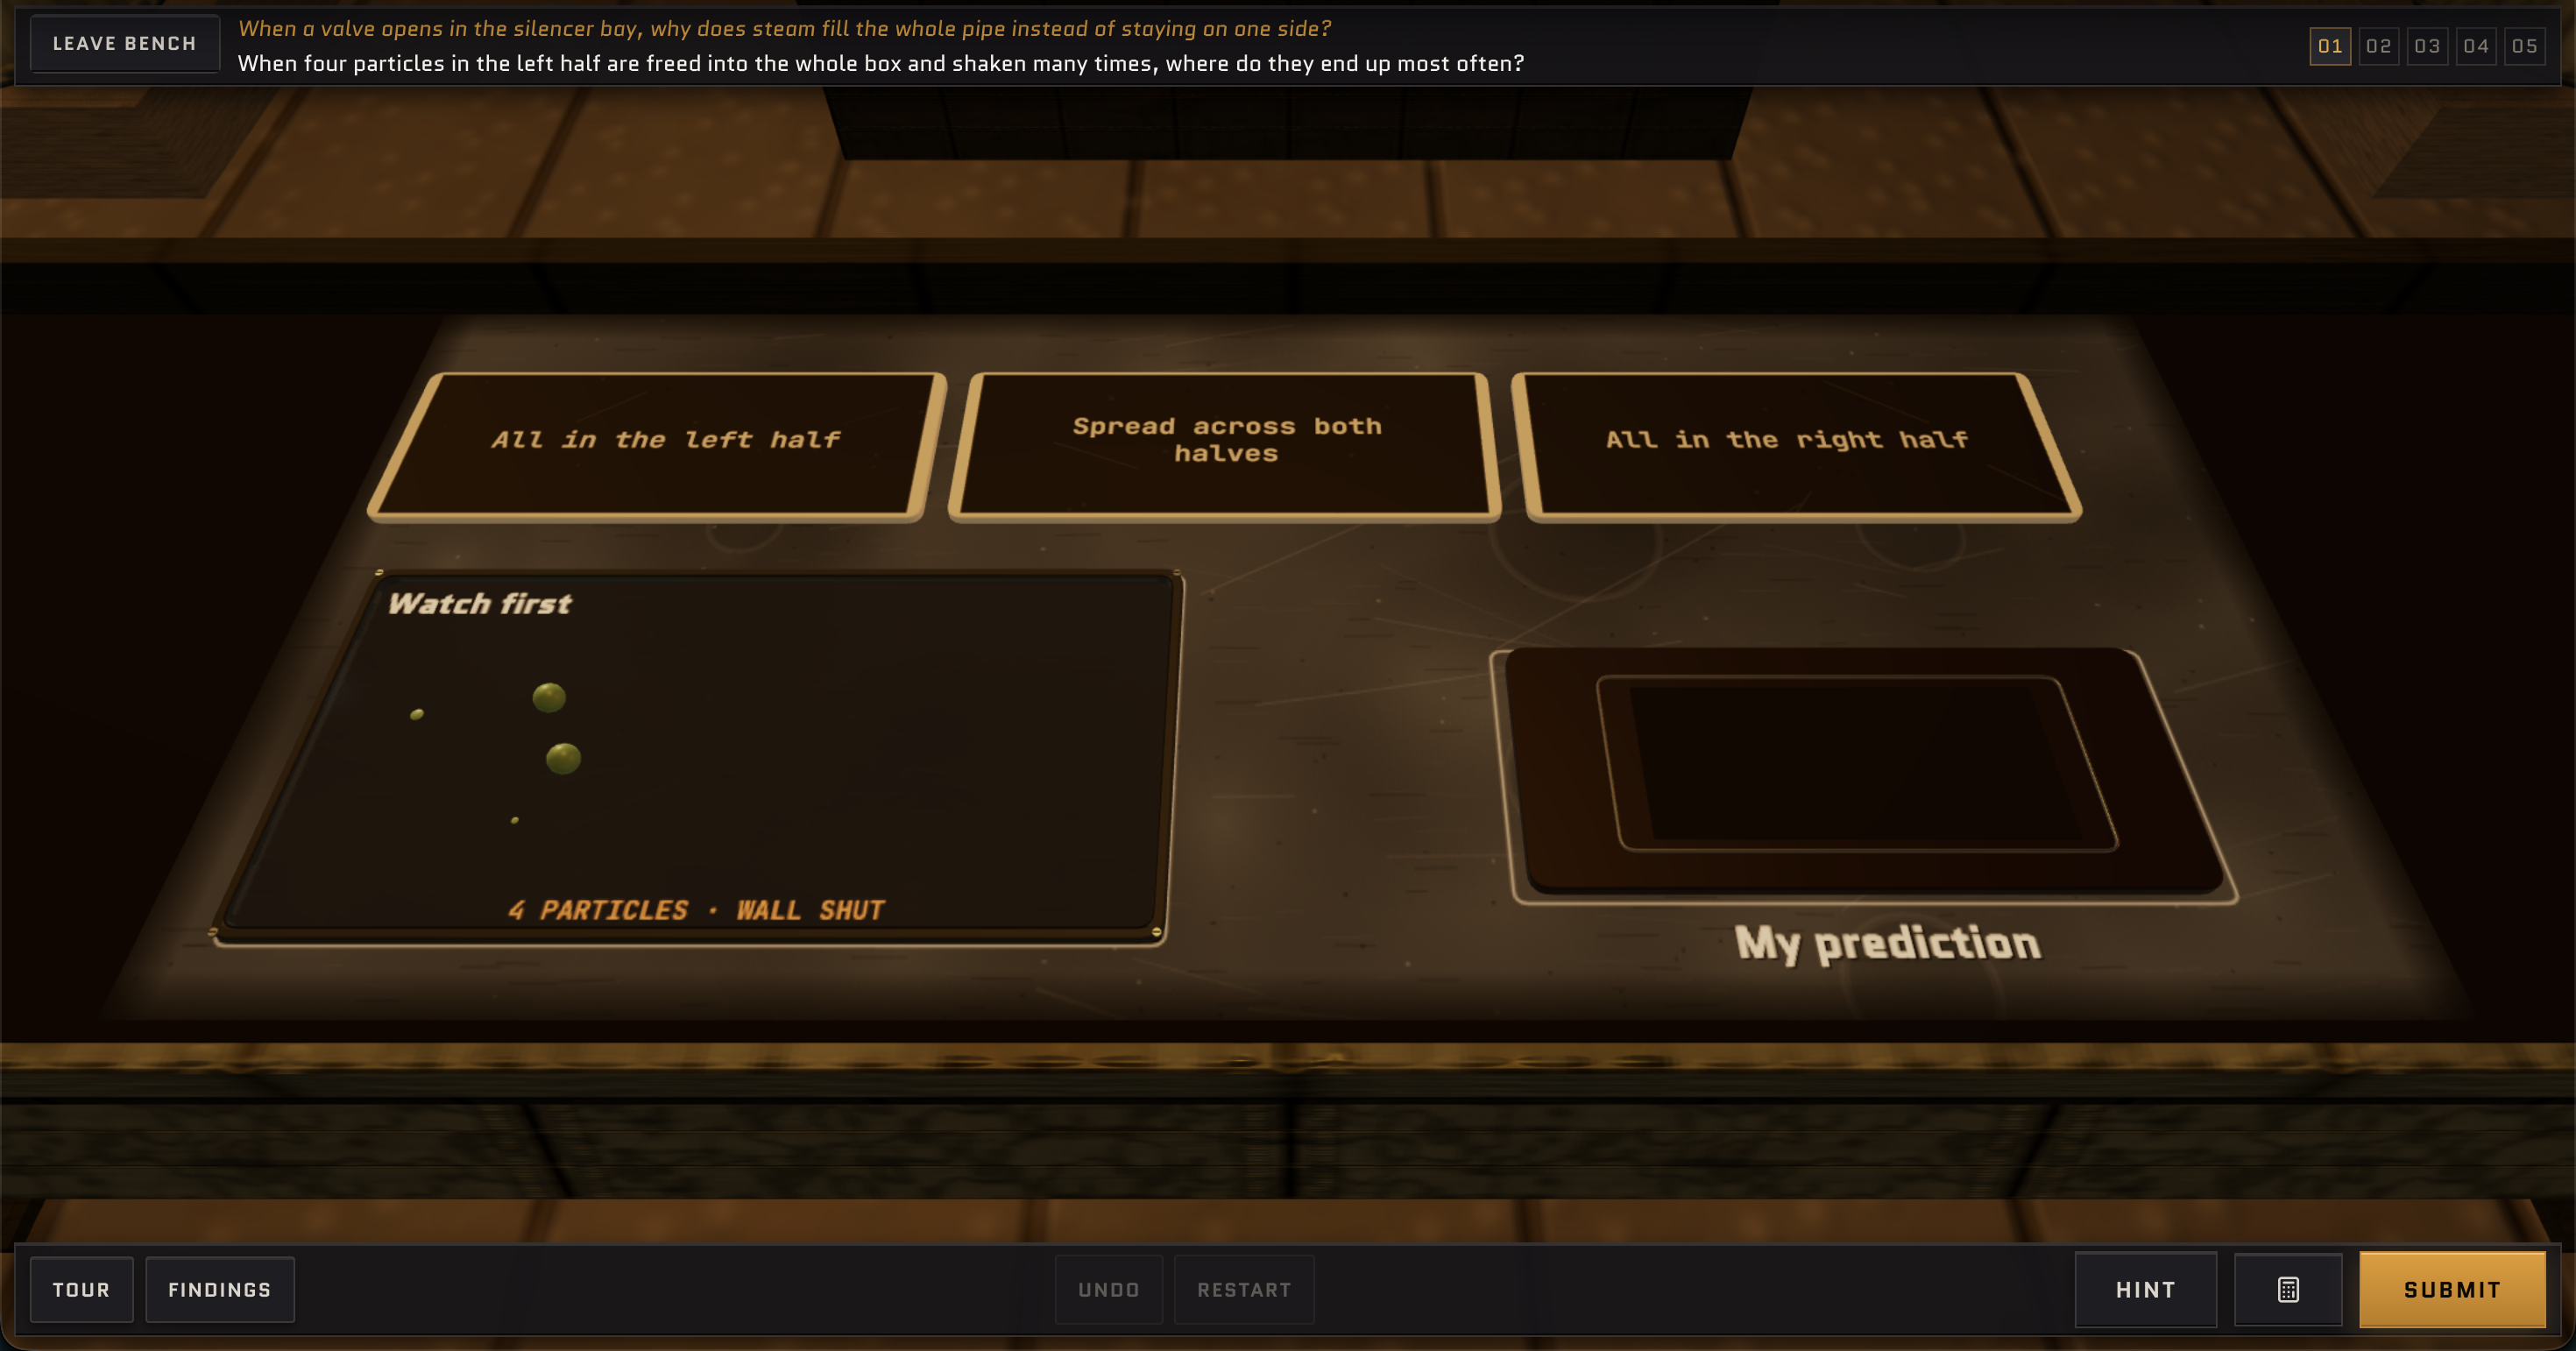 LEAVE BENCH
When a valve opens in the silencer bay, why does steam fill the whole pipe instead of staying on one side?
When four particles in the left half are freed into the whole box and shaken many times, where do they end up most often?
01 02 03 04 05
All in the left half
Spread across both
halves
All in the right half
Watch first
4 PARTICLES · WALL SHUT
My prediction
TOUR
FINDINGS
UNDO
RESTART
HINT
SUBMIT